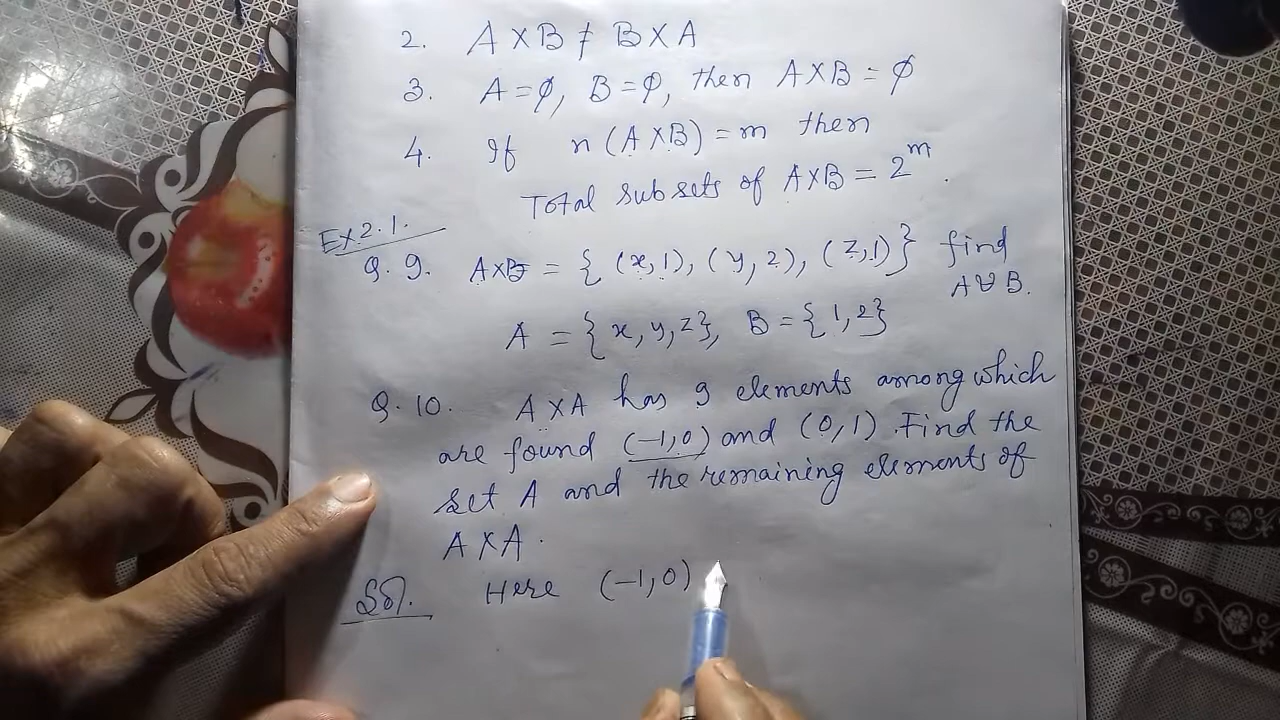 2. A×B ≠ B×A
3. A=φ, B=φ, then A×B = φ
4. If n(A×B)=m then
Total subsets of A×B = 2^m.
Ex 2.1.
Q.9. A×B = {(x,1), (y,2), (z,1)} find
A & B.
A = {x, y, z}, B = {1, 2}
Q.10. A×A has 9 elements among which
are found (-1,0) and (0,1). Find the
set A and the remaining elements of
A×A.
Sol. Here (-1,0)